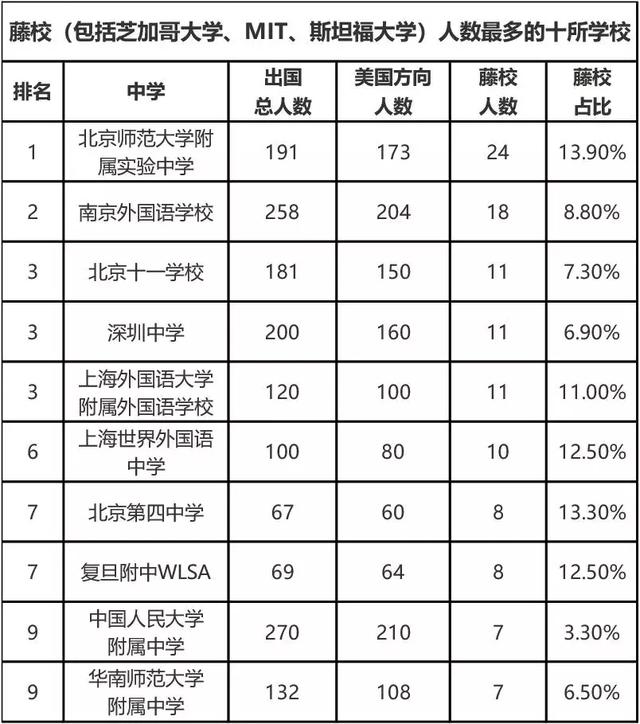 藤校（包括芝加哥大学、MIT、斯坦福大学）人数最多的十所学校
排名 中学 出国总人数 美国方向人数 藤校人数 藤校占比
1 北京师范大学附属实验中学 191 173 24 13.90%
2 南京外国语学校 258 204 18 8.80%
3 北京十一学校 181 150 11 7.30%
3 深圳中学 200 160 11 6.90%
3 上海外国语大学附属外国语学校 120 100 11 11.00%
6 上海世界外国语中学 100 80 10 12.50%
7 北京第四中学 67 60 8 13.30%
7 复旦附中WLSA 69 64 8 12.50%
9 中国人民大学附属中学 270 210 7 3.30%
9 华南师范大学附属中学 132 108 7 6.50%